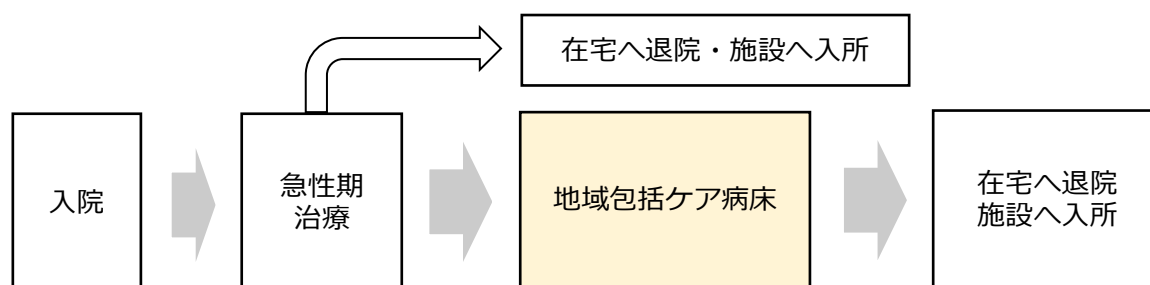 在宅へ退院・施設へ入所
入院
急性期
治療
地域包括ケア病床
在宅へ退院
施設へ入所